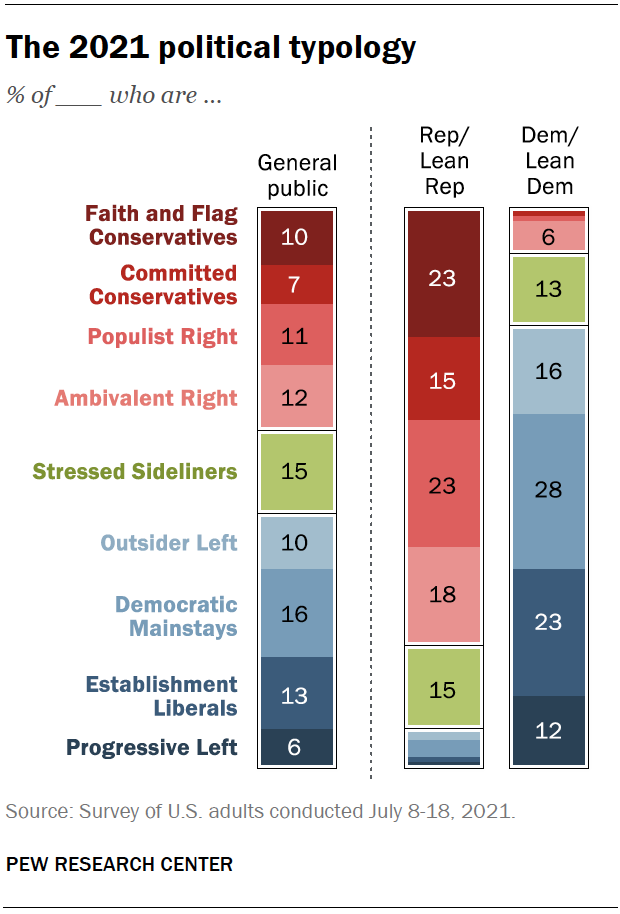 The 2021 political typology
% of ___ who are ...
General
public
Rep/
Lean
Rep
Dem/
Lean
Dem
Faith and Flag
Conservatives
10
23
6
Committed
Conservatives
7
15
13
Populist Right
11
23
16
Ambivalent Right
12
18
28
Stressed Sideliners
15
15
23
Outsider Left
10
12
Democratic
Mainstays
16
Establishment
Liberals
13
Progressive Left
6
Source: Survey of U.S. adults conducted July 8-18, 2021.
PEW RESEARCH CENTER